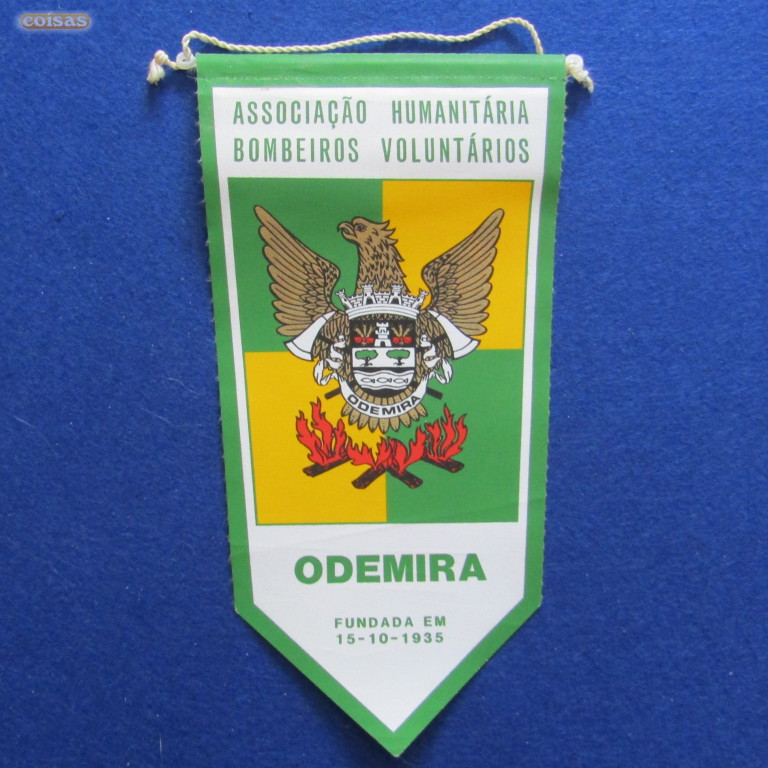 coisas
ASSOCIAÇÃO HUMANITÁRIA
BOMBEIROS VOLUNTÁRIOS
ODEMIRA
ODEMIRA
FUNDADA EM
15-10-1935